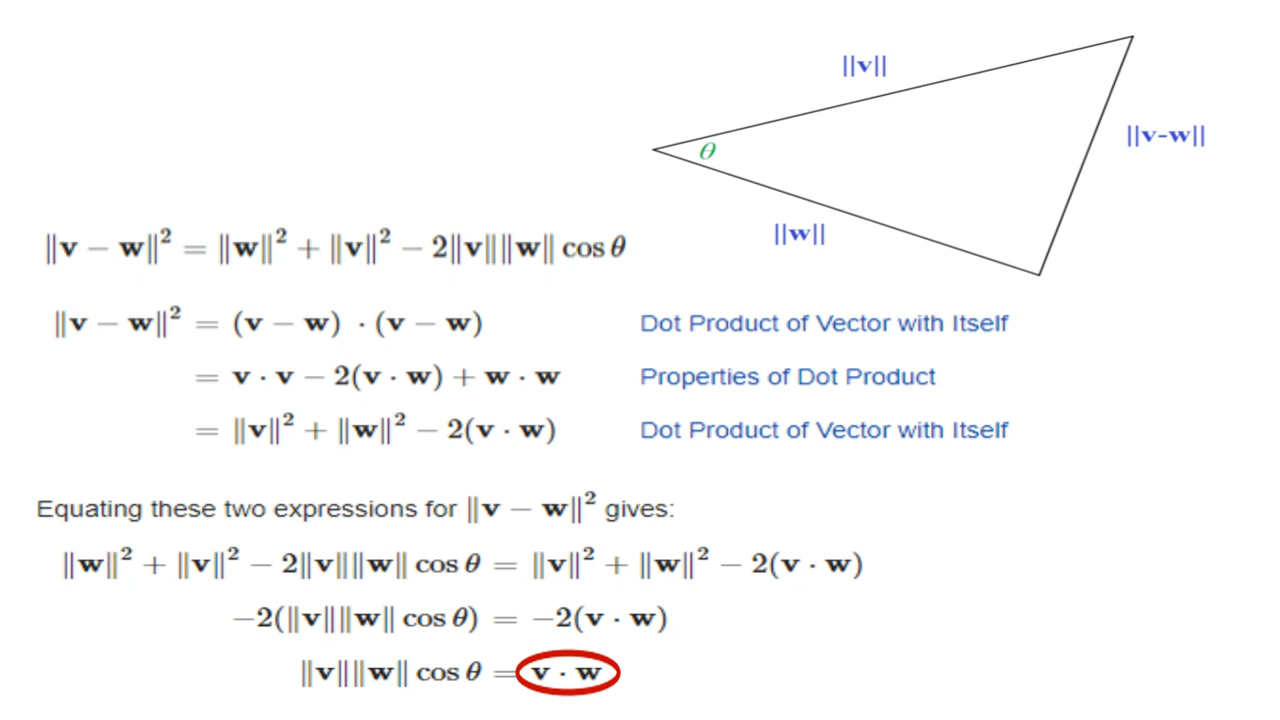 ||v||
θ
||v-w||
||w||
‖v − w‖² = ‖w‖² + ‖v‖² − 2‖v‖‖w‖ cos θ
‖v − w‖² = (v − w) · (v − w) Dot Product of Vector with Itself
= v · v − 2(v · w) + w · w Properties of Dot Product
= ‖v‖² + ‖w‖² − 2(v · w) Dot Product of Vector with Itself
Equating these two expressions for ‖v − w‖² gives:
‖w‖² + ‖v‖² − 2‖v‖‖w‖ cos θ = ‖v‖² + ‖w‖² − 2(v · w)
−2(‖v‖‖w‖ cos θ) = −2(v · w)
‖v‖‖w‖ cos θ = v · w